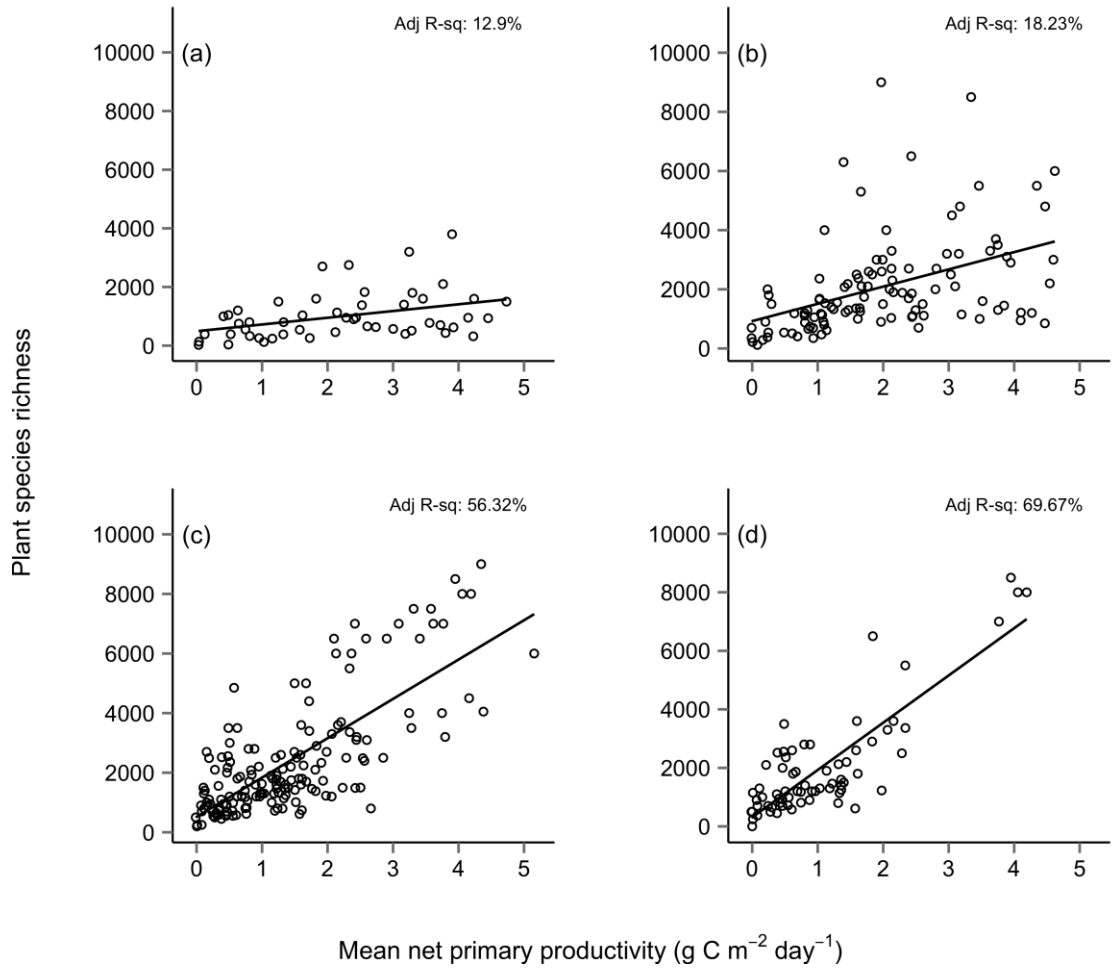 Plant species richness
Adj R-sq: 12.9%
(a)
10000
8000
6000
4000
2000
0
0 1 2 3 4 5
Adj R-sq: 18.23%
(b)
10000
8000
6000
4000
2000
0
0 1 2 3 4 5
Adj R-sq: 56.32%
(c)
10000
8000
6000
4000
2000
0
0 1 2 3 4 5
Adj R-sq: 69.67%
(d)
10000
8000
6000
4000
2000
0
0 1 2 3 4 5
Mean net primary productivity (g C m⁻² day⁻¹)